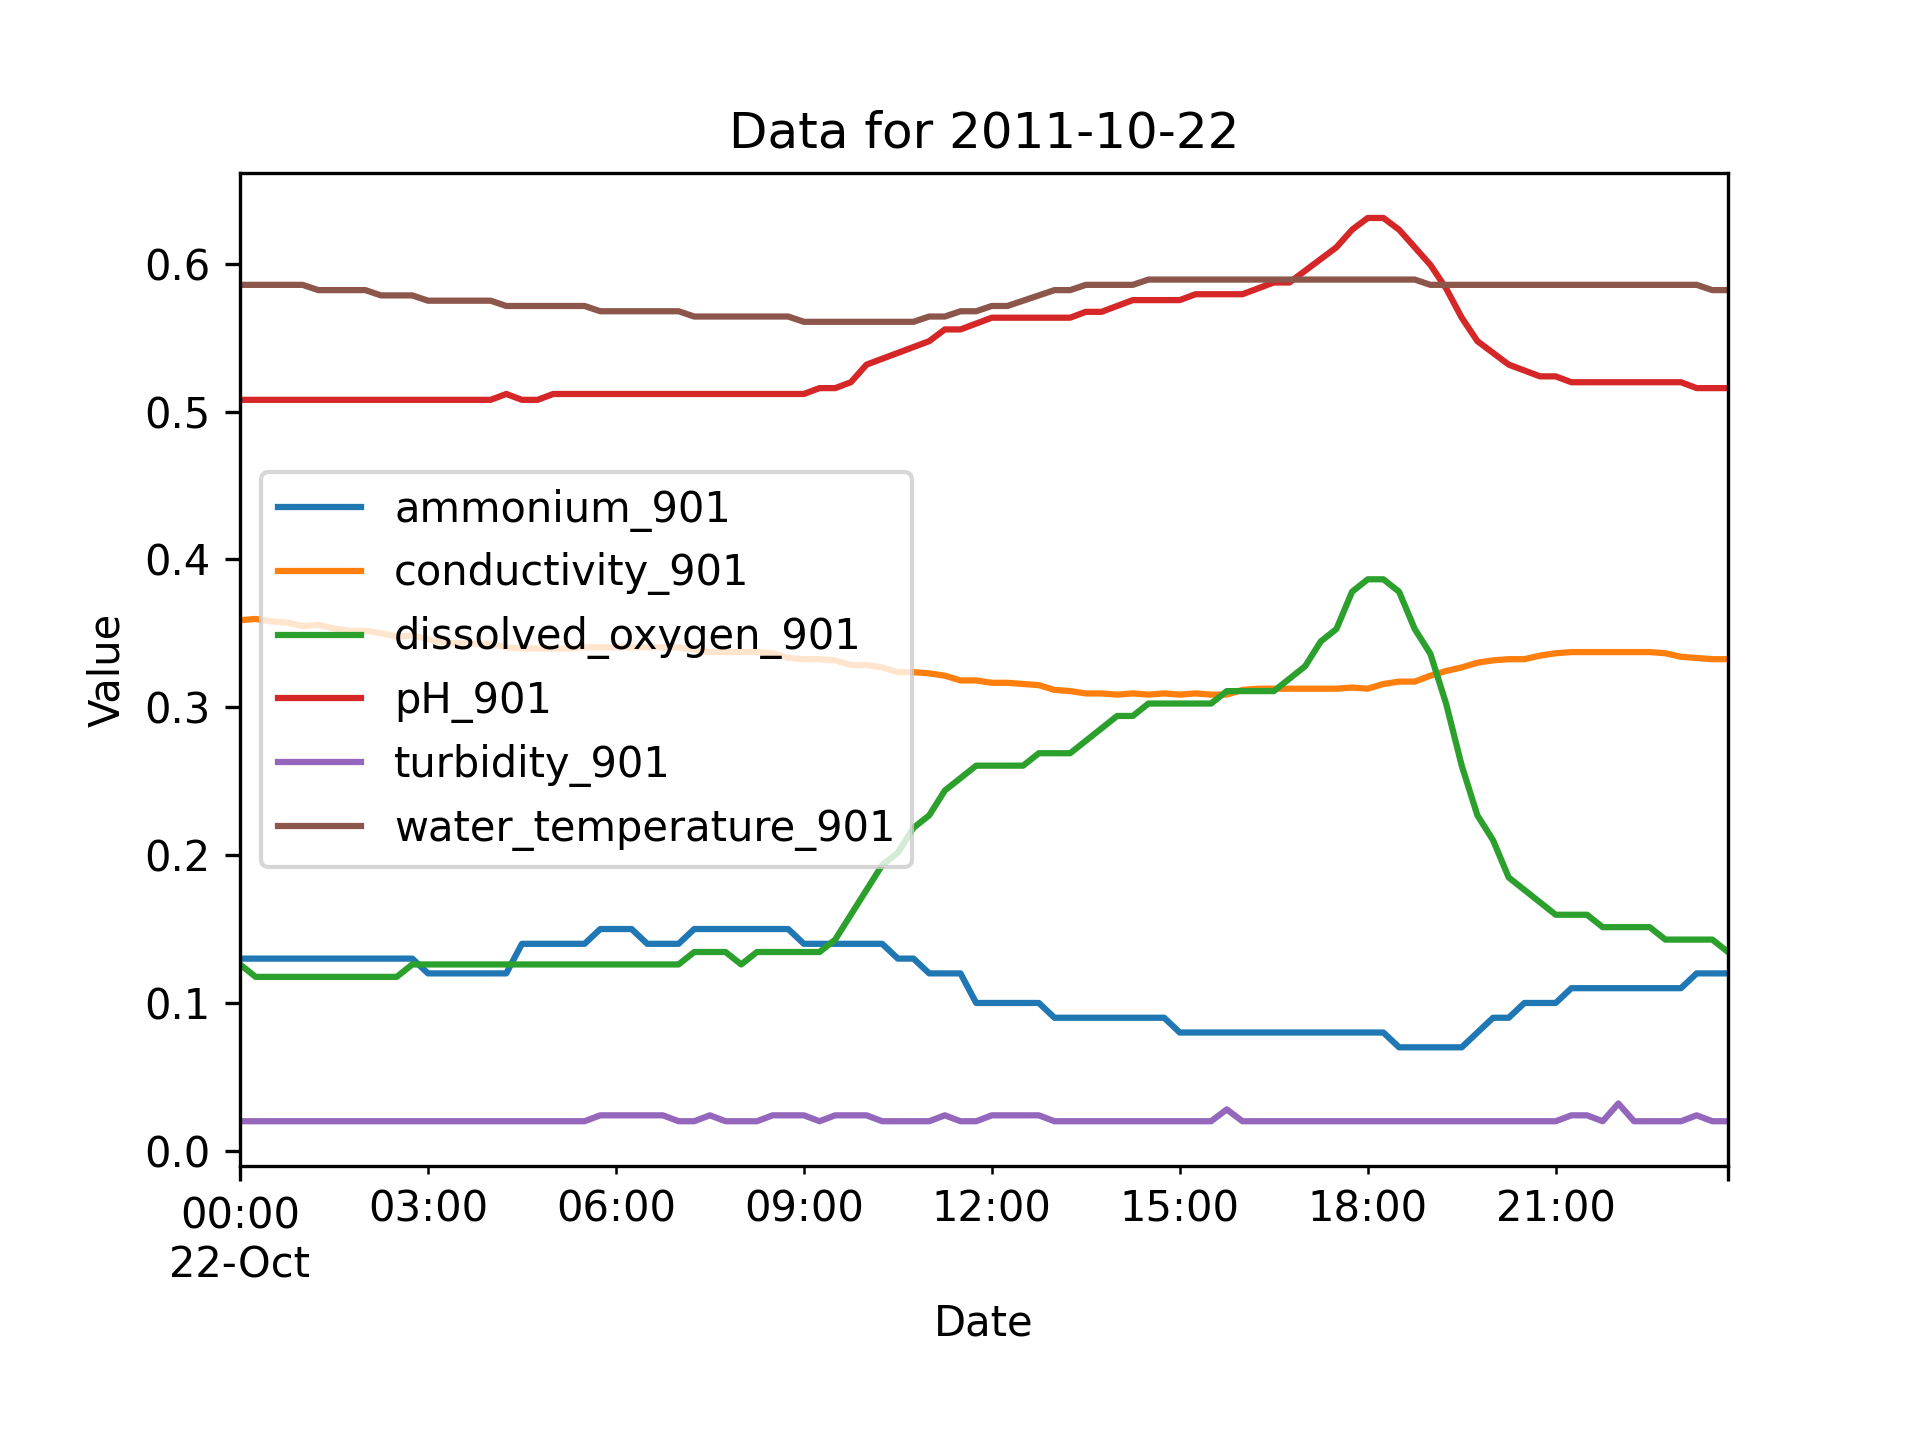 Data for 2011-10-22
Value
0.6
0.5
0.4
0.3
0.2
0.1
0.0
ammonium_901
conductivity_901
dissolved_oxygen_901
pH_901
turbidity_901
water_temperature_901
00:00 03:00 06:00 09:00 12:00 15:00 18:00 21:00
22-Oct
Date